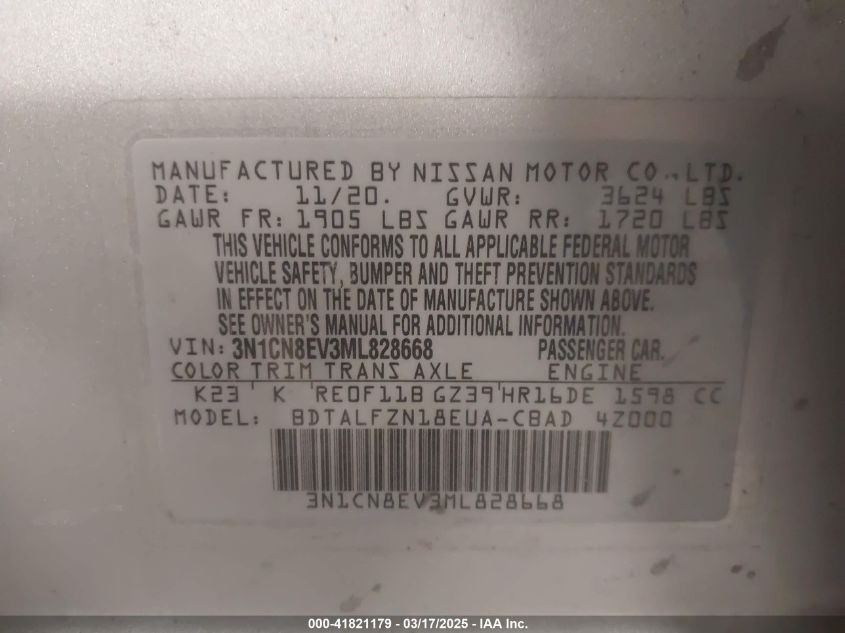 MANUFACTURED BY NISSAN MOTOR CO.,LTD.
DATE: 11/20. GVWR: 3624 LBS
GAWR FR: 1905 LBS GAWR RR: 1720 LBS
THIS VEHICLE CONFORMS TO ALL APPLICABLE FEDERAL MOTOR
VEHICLE SAFETY, BUMPER AND THEFT PREVENTION STANDARDS
IN EFFECT ON THE DATE OF MANUFACTURE SHOWN ABOVE.
SEE OWNER'S MANUAL FOR ADDITIONAL INFORMATION.
VIN: 3N1CN8EV3ML828668 PASSENGER CAR.
COLOR TRIM TRANS AXLE ENGINE
K23 ' K 'RE0F11B GZ39'HR16DE 1598 CC
MODEL: BDTALFZN18EUA-CBAD 4Z000
3N1CN8EV3ML828668
000-41821179 — 03/17/2025 - IAA Inc.